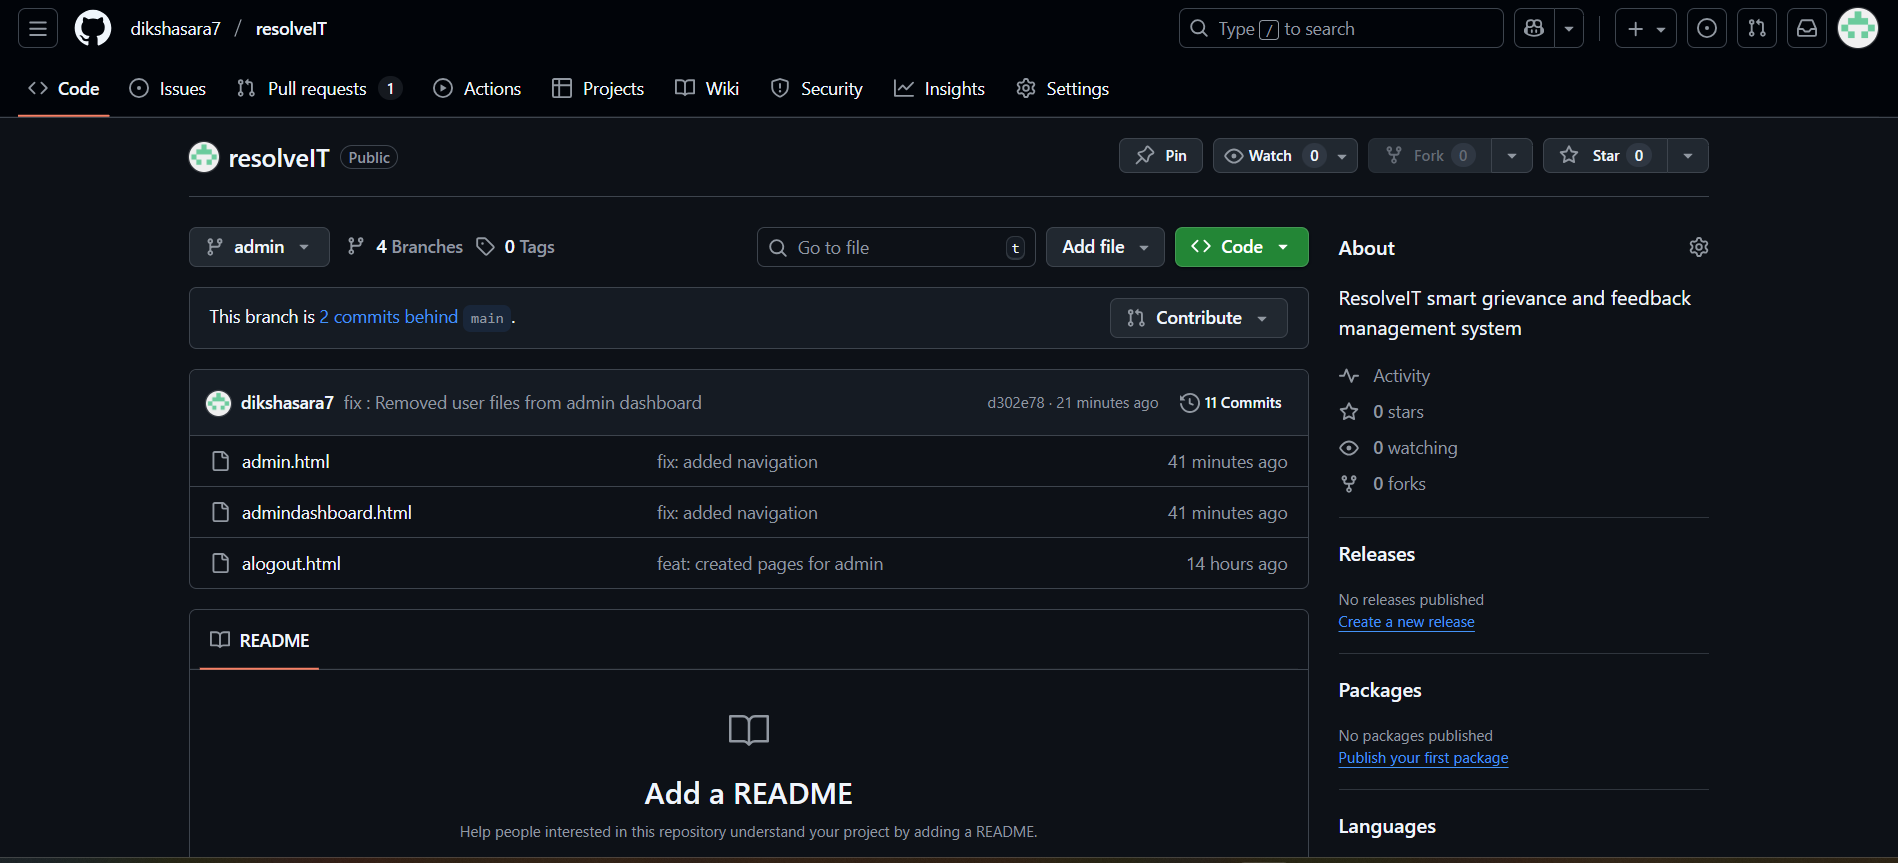 dikshasara7 / resolveIT
Type / to search
Code Issues Pull requests 1 Actions Projects Wiki Security Insights Settings
resolveIT Public
Pin Watch 0 Fork 0 Star 0
admin 4 Branches 0 Tags
Go to file t Add file Code
This branch is 2 commits behind main .
Contribute
dikshasara7 fix : Removed user files from admin dashboard d302e78 · 21 minutes ago 11 Commits
admin.html fix: added navigation 41 minutes ago
admindashboard.html fix: added navigation 41 minutes ago
alogout.html feat: created pages for admin 14 hours ago
README
Add a README
Help people interested in this repository understand your project by adding a README.
About
ResolveIT smart grievance and feedback
management system
Activity
0 stars
0 watching
0 forks
Releases
No releases published
Create a new release
Packages
No packages published
Publish your first package
Languages